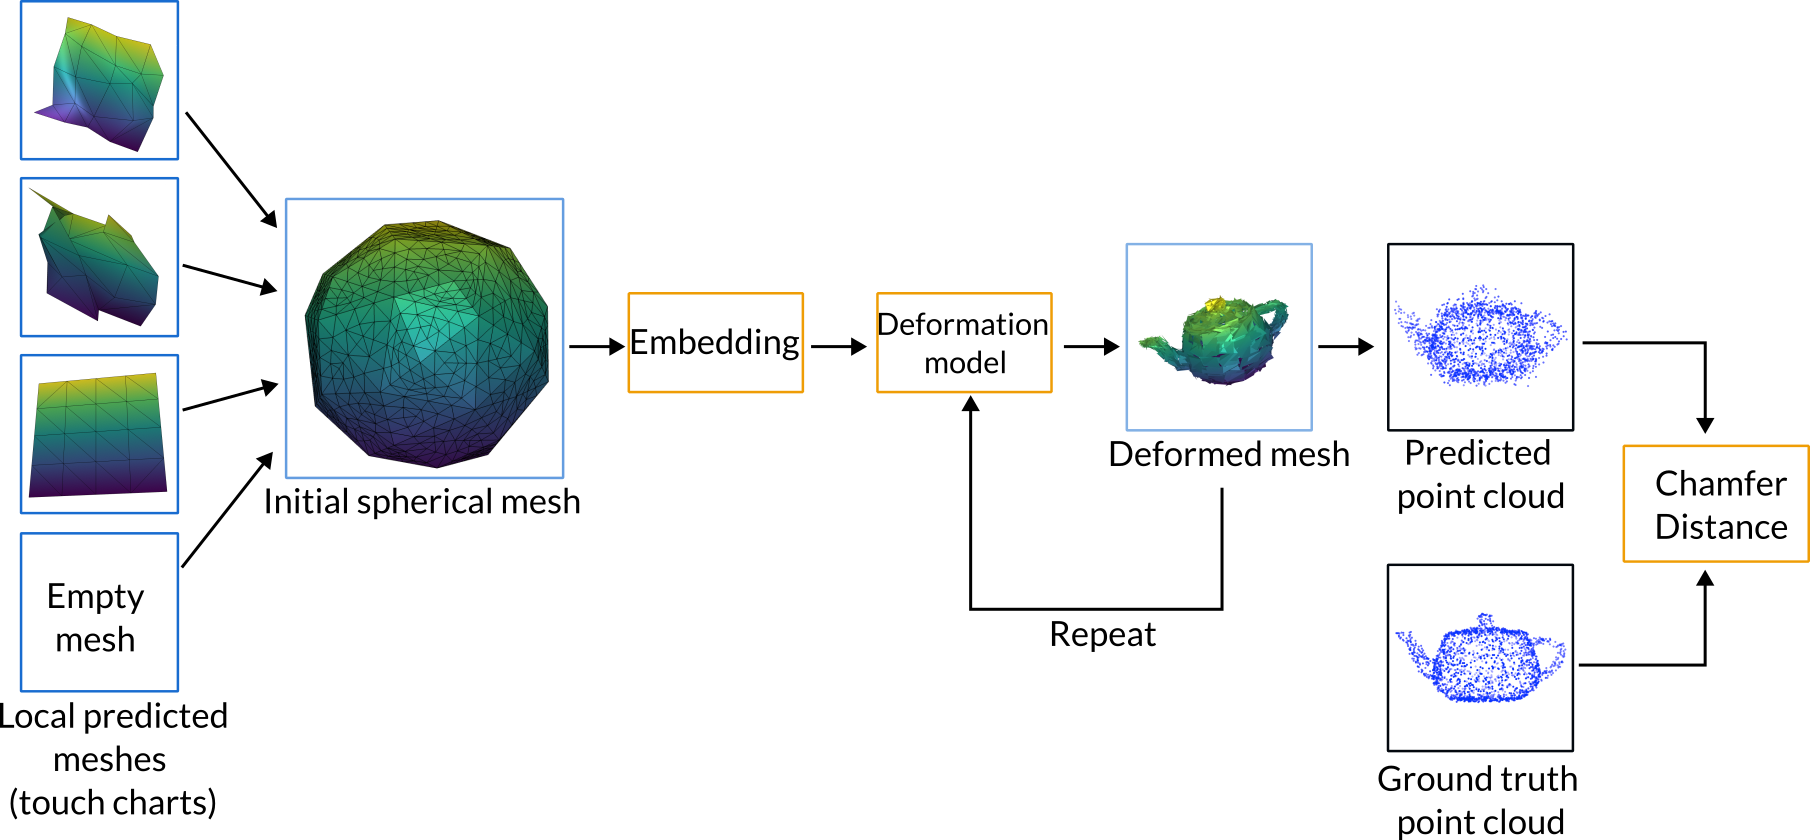 Empty
mesh
Local predicted
meshes
(touch charts)
Initial spherical mesh
Embedding
Deformation
model
Repeat
Deformed mesh
Predicted
point cloud
Chamfer
Distance
Ground truth
point cloud